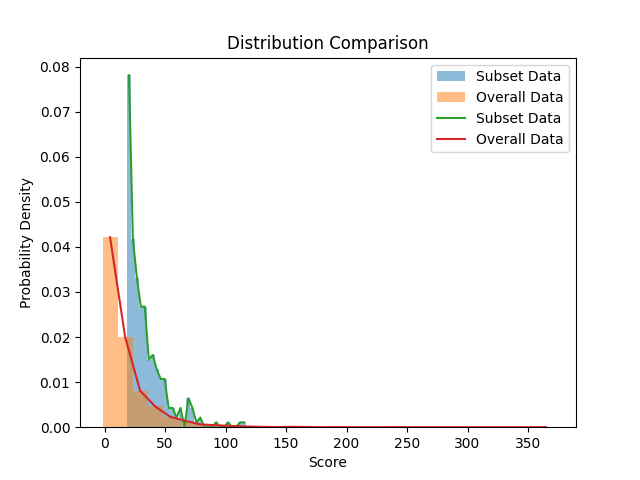 Distribution Comparison
Subset Data
Overall Data
Subset Data
Overall Data
Probability Density
0.08
0.07
0.06
0.05
0.04
0.03
0.02
0.01
0.00
0 50 100 150 200 250 300 350
Score